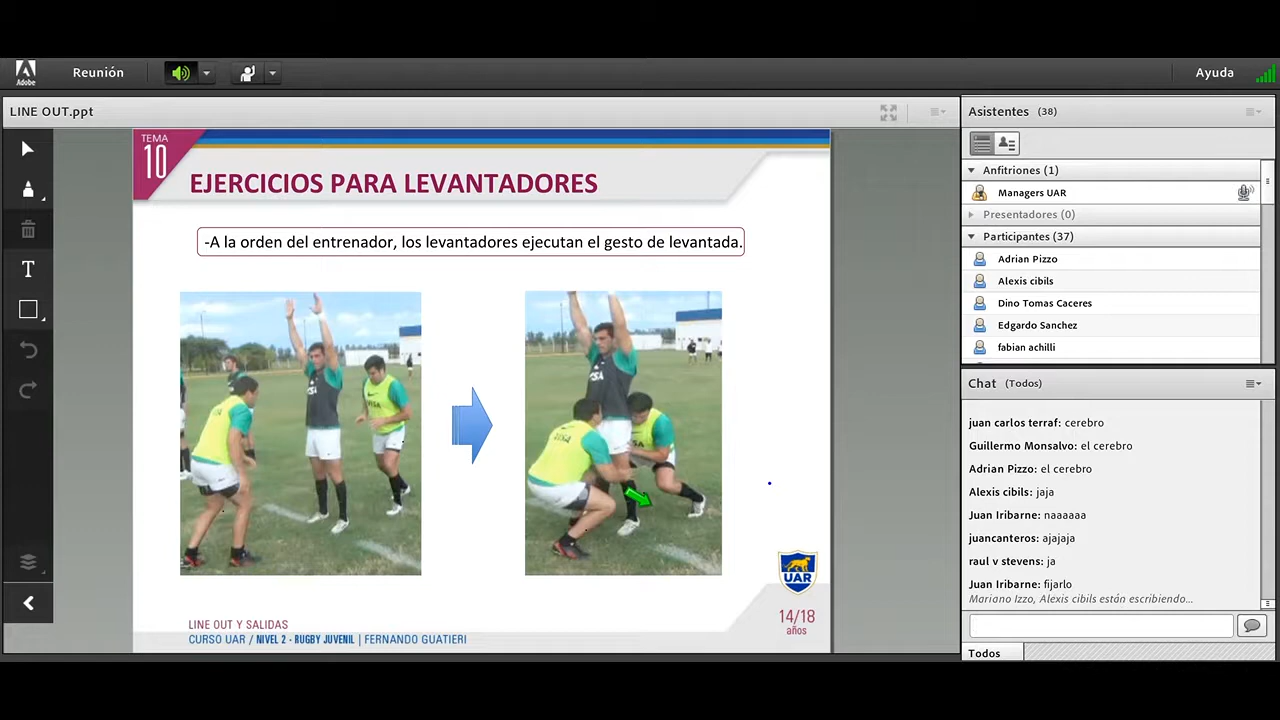 Adobe
Reunión
Ayuda
LINE OUT.ppt
TEMA
10
EJERCICIOS PARA LEVANTADORES
-A la orden del entrenador, los levantadores ejecutan el gesto de levantada.
UAR
14/18
años
LINE OUT Y SALIDAS
CURSO UAR / NIVEL 2 - RUGBY JUVENIL | FERNANDO GUATIERI
T
Asistentes (38)
Anfitriones (1)
Managers UAR
Presentadores (0)
Participantes (37)
Adrian Pizzo
Alexis cibils
Dino Tomas Caceres
Edgardo Sanchez
fabian achilli
Chat (Todos)
juan carlos terraf: cerebro
Guillermo Monsalvo: el cerebro
Adrian Pizzo: el cerebro
Alexis cibils: jaja
Juan Iribarne: naaaaaa
juancanteros: ajajaja
raul v stevens: ja
Juan Iribarne: fijarlo
Mariano Izzo, Alexis cibils están escribiendo...
Todos